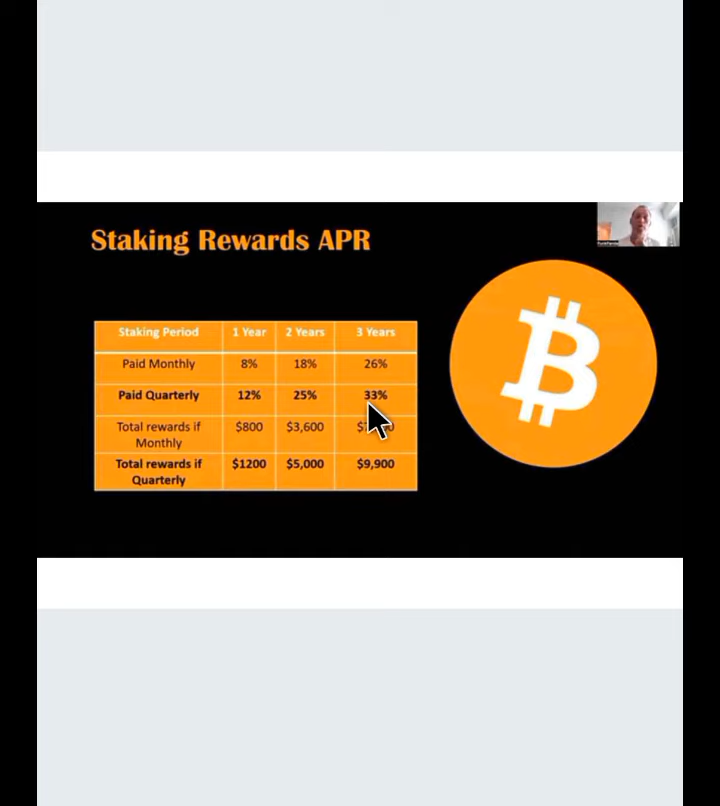 Staking Rewards APR
Staking Period 1 Year 2 Years 3 Years
Paid Monthly 8% 18% 26%
Paid Quarterly 12% 25% 33%
Total rewards if
Monthly
$800 $3,600
Total rewards if
Quarterly
$1200 $5,000 $9,900